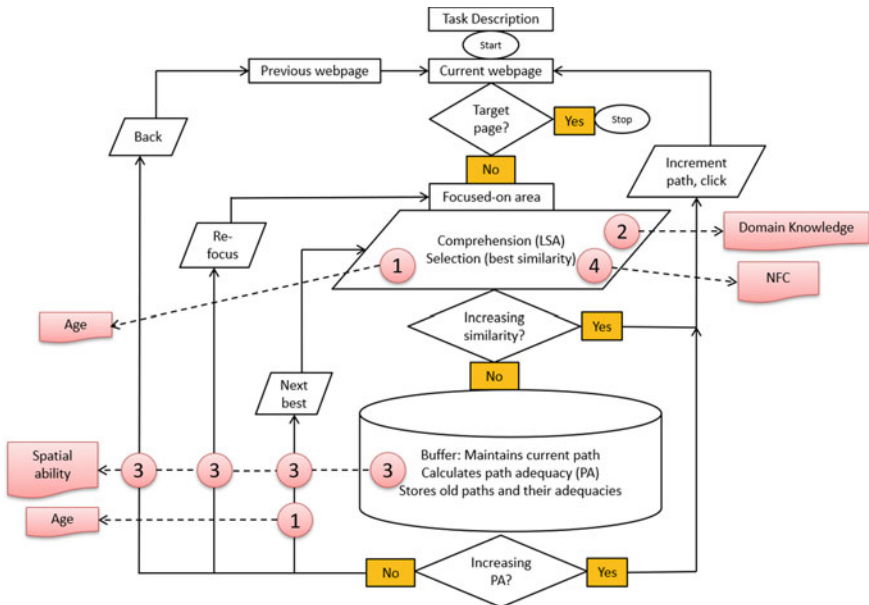 Task Description
Start
Previous webpage
Current webpage
Target
page?
Yes
Stop
Back
No
Increment
path, click
Focused-on area
Re-
focus
Comprehension (LSA)
Selection (best similarity)
2
Domain Knowledge
1
4
NFC
Age
Increasing
similarity?
Yes
No
Next
best
Buffer: Maintains current path
Calculates path adequacy (PA)
Stores old paths and their adequacies
Spatial
ability
3
3
3
3
Age
1
No
Increasing
PA?
Yes